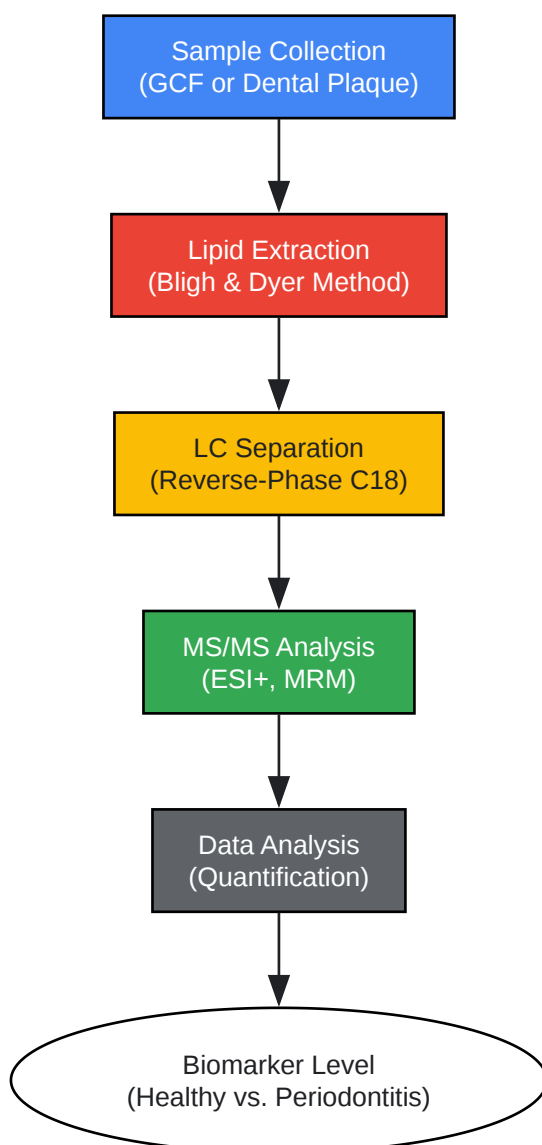 Sample Collection
(GCF or Dental Plaque)
Lipid Extraction
(Bligh & Dyer Method)
LC Separation
(Reverse-Phase C18)
MS/MS Analysis
(ESI+, MRM)
Data Analysis
(Quantification)
Biomarker Level
(Healthy vs. Periodontitis)